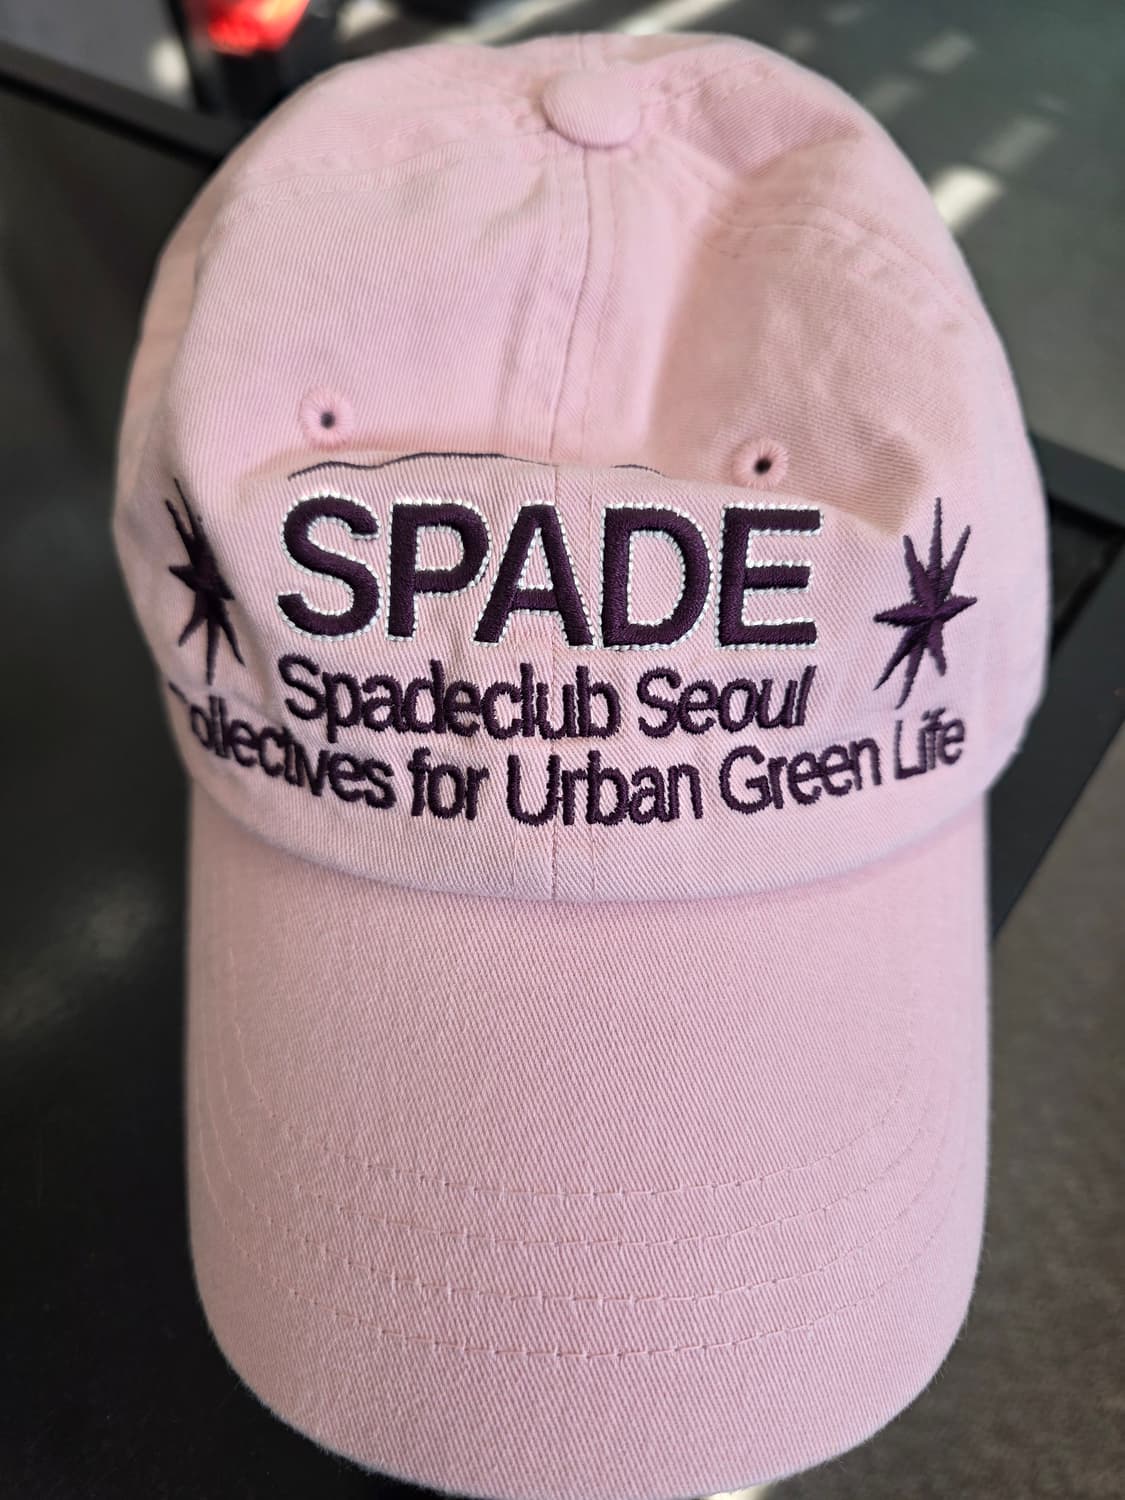 SPADE
Spadeclub Seoul
Collectives for Urban Green Life